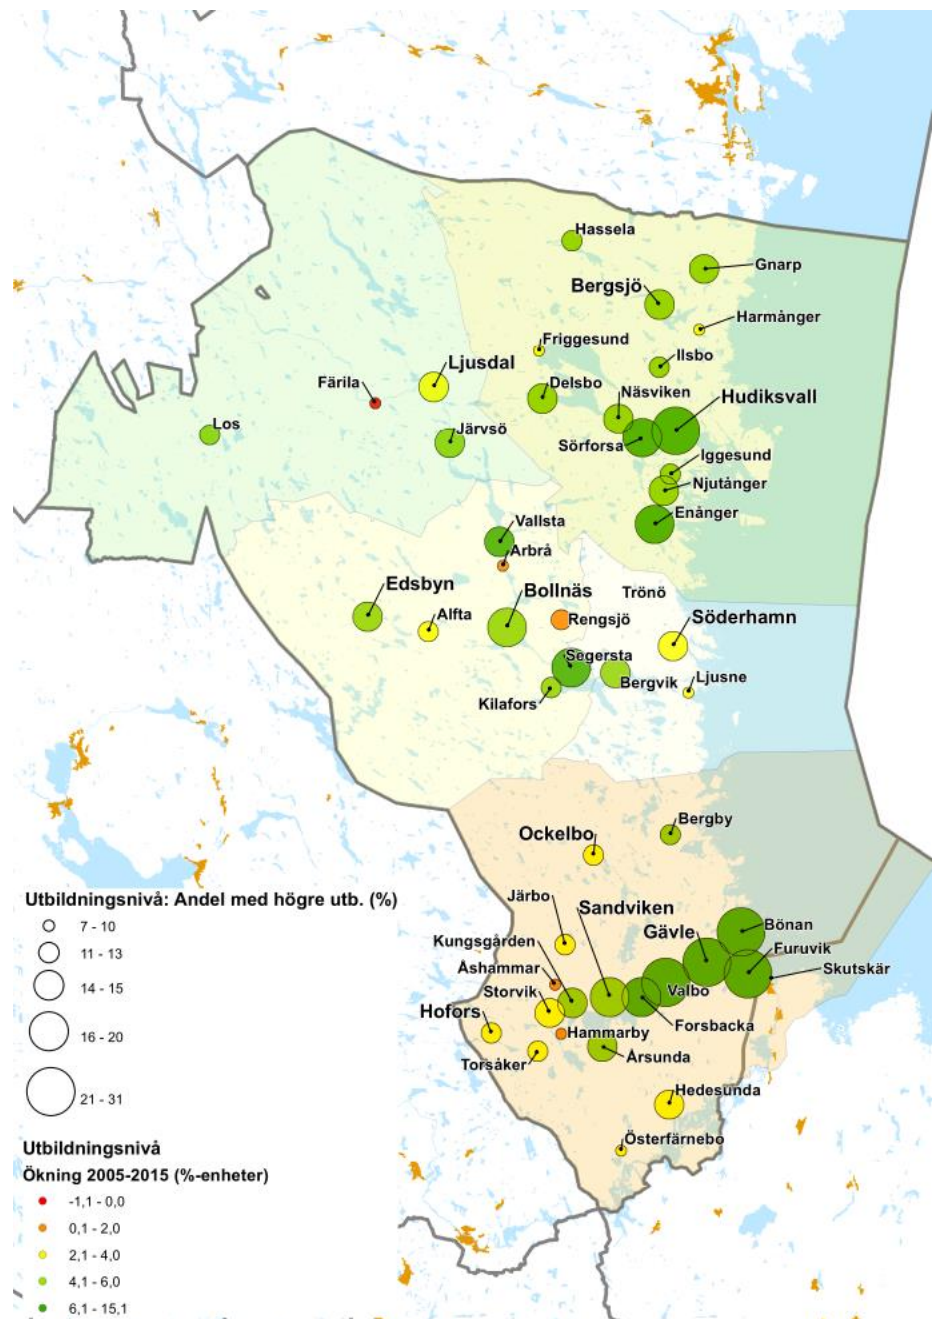 Hassela
Gnarp
Bergsjö
Harmånger
Friggesund
Ilsbo
Ljusdal
Färila
Delsbo
Näsviken
Hudiksvall
Los
Järvsö
Sörforsa
Iggesund
Njutånger
Enånger
Vallsta
Arbrå
Edsbyn
Bollnäs
Trönö
Alfta
Rengsjö
Söderhamn
Segersta
Bergvik
Ljusne
Kilafors
Bergby
Ockelbo
Utbildningsnivå: Andel med högre utb. (%)
7 - 10
11 - 13
14 - 15
16 - 20
21 - 31
Järbo
Sandviken
Bönan
Kungsgården
Gävle
Furuvik
Åshammar
Skutskär
Storvik
Valbo
Hofors
Hammarby
Forsbacka
Torsåker
Årsunda
Hedesunda
Österfärnebo
Utbildningsnivå
Ökning 2005-2015 (%-enheter)
-1,1 - 0,0
0,1 - 2,0
2,1 - 4,0
4,1 - 6,0
6,1 - 15,1